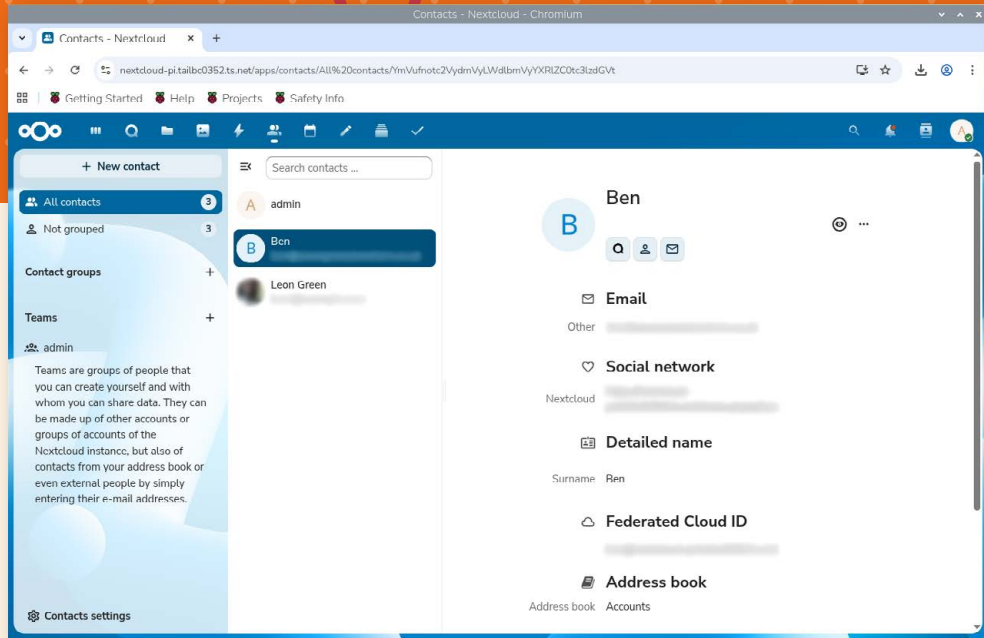 Contacts - Nextcloud - Chromium
Contacts - Nextcloud
nextcloud-pi.tailbc0352.ts.net/apps/contacts/All%20contacts/YmVufnotc2VydmVyLWdlbmVyYXRlZC0tc3lzdGVt
Getting Started Help Projects Safety Info
A
+ New contact
All contacts 3
Not grouped 3
Contact groups +
Teams +
admin
Teams are groups of people that
you can create yourself and with
whom you can share data. They can
be made up of other accounts or
groups of accounts of the
Nextcloud instance, but also of
contacts from your address book or
even external people by simply
entering their e-mail addresses.
Contacts settings
Search contacts ...
A admin
B Ben
Leon Green
B
Ben
Email
Other
Social network
Nextcloud
Detailed name
Surname Ben
Federated Cloud ID
Address book
Address book Accounts